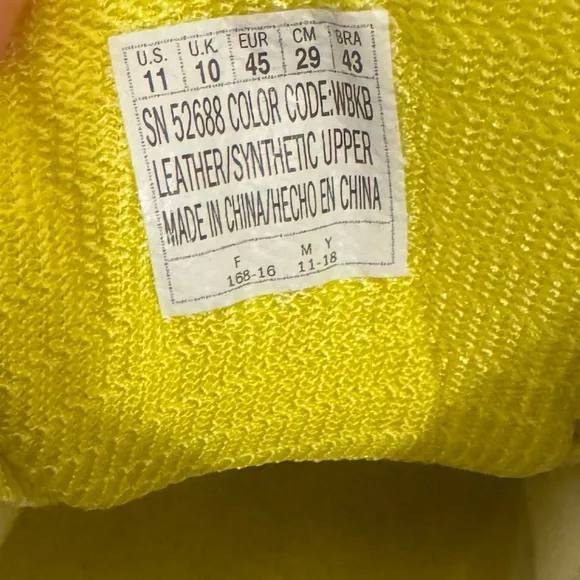 U.S. U.K. EUR CM BRA
11 10 45 29 43
SN 52688 COLOR CODE:WBKB
LEATHER/SYNTHETIC UPPER
MADE IN CHINA/HECHO EN CHINA
F M Y
168-16 11-18